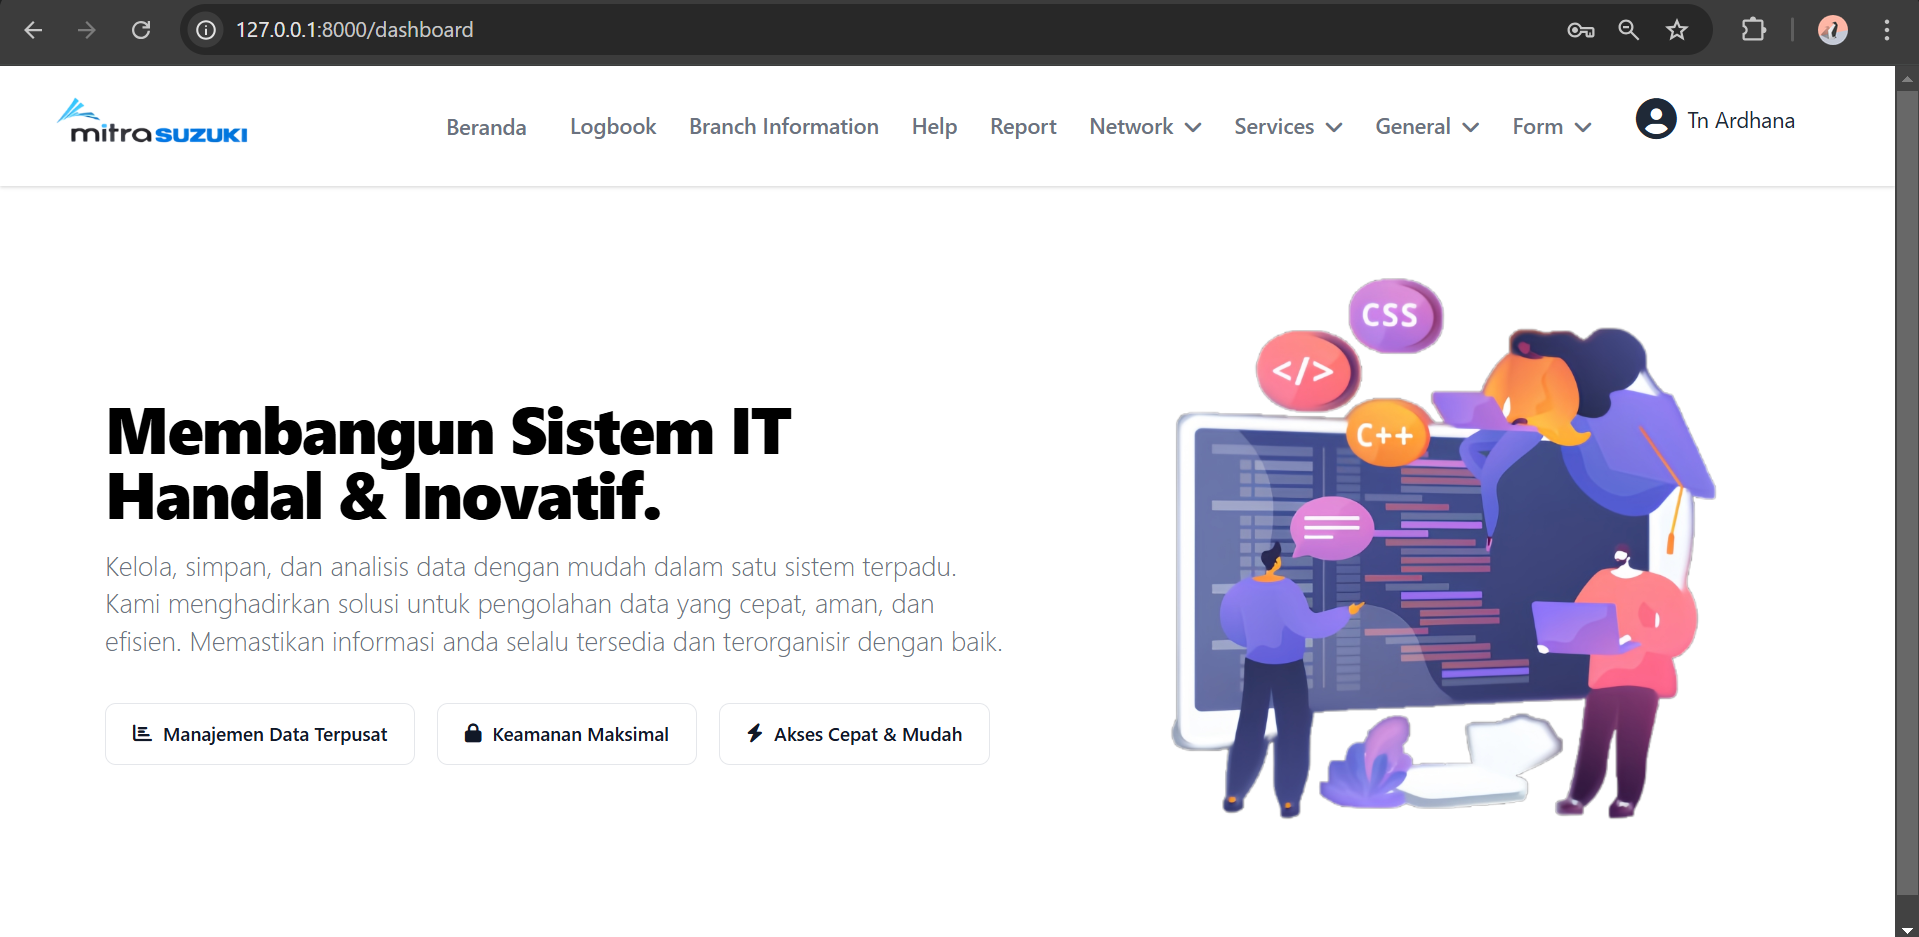 127.0.0.1:8000/dashboard
mitra SUZUKI
Beranda Logbook Branch Information Help Report Network Services General Form Tn Ardhana
CSS
</>
C++
Membangun Sistem IT
Handal & Inovatif.
Kelola, simpan, dan analisis data dengan mudah dalam satu sistem terpadu.
Kami menghadirkan solusi untuk pengolahan data yang cepat, aman, dan
efisien. Memastikan informasi anda selalu tersedia dan terorganisir dengan baik.
Manajemen Data Terpusat Keamanan Maksimal Akses Cepat & Mudah